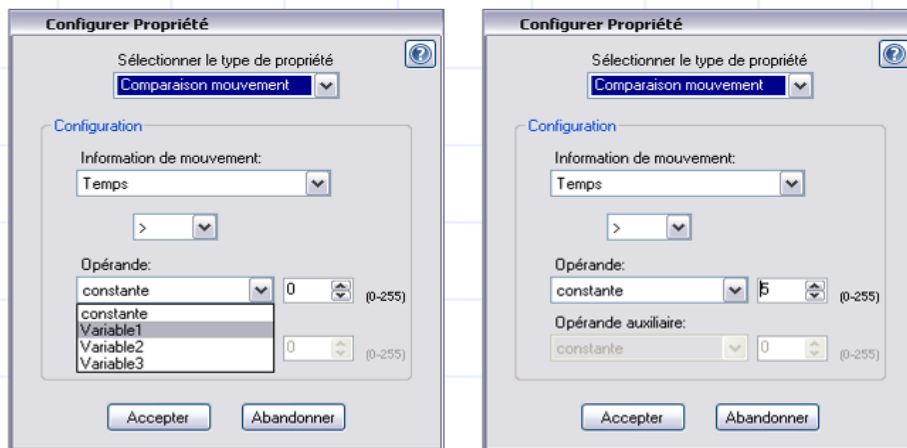 Configurer Propriété
Sélectionner le type de propriété
Comparaison mouvement
Configuration
Information de mouvement:
Temps
>
Opérande:
constante 0 (0-255)
constante
Variable1
Variable2
Variable3
0 (0-255)
Accepter Abandonner
Configurer Propriété
Sélectionner le type de propriété
Comparaison mouvement
Configuration
Information de mouvement:
Temps
>
Opérande:
constante 5 (0-255)
Opérande auxiliaire:
constante 0 (0-255)
Accepter Abandonner